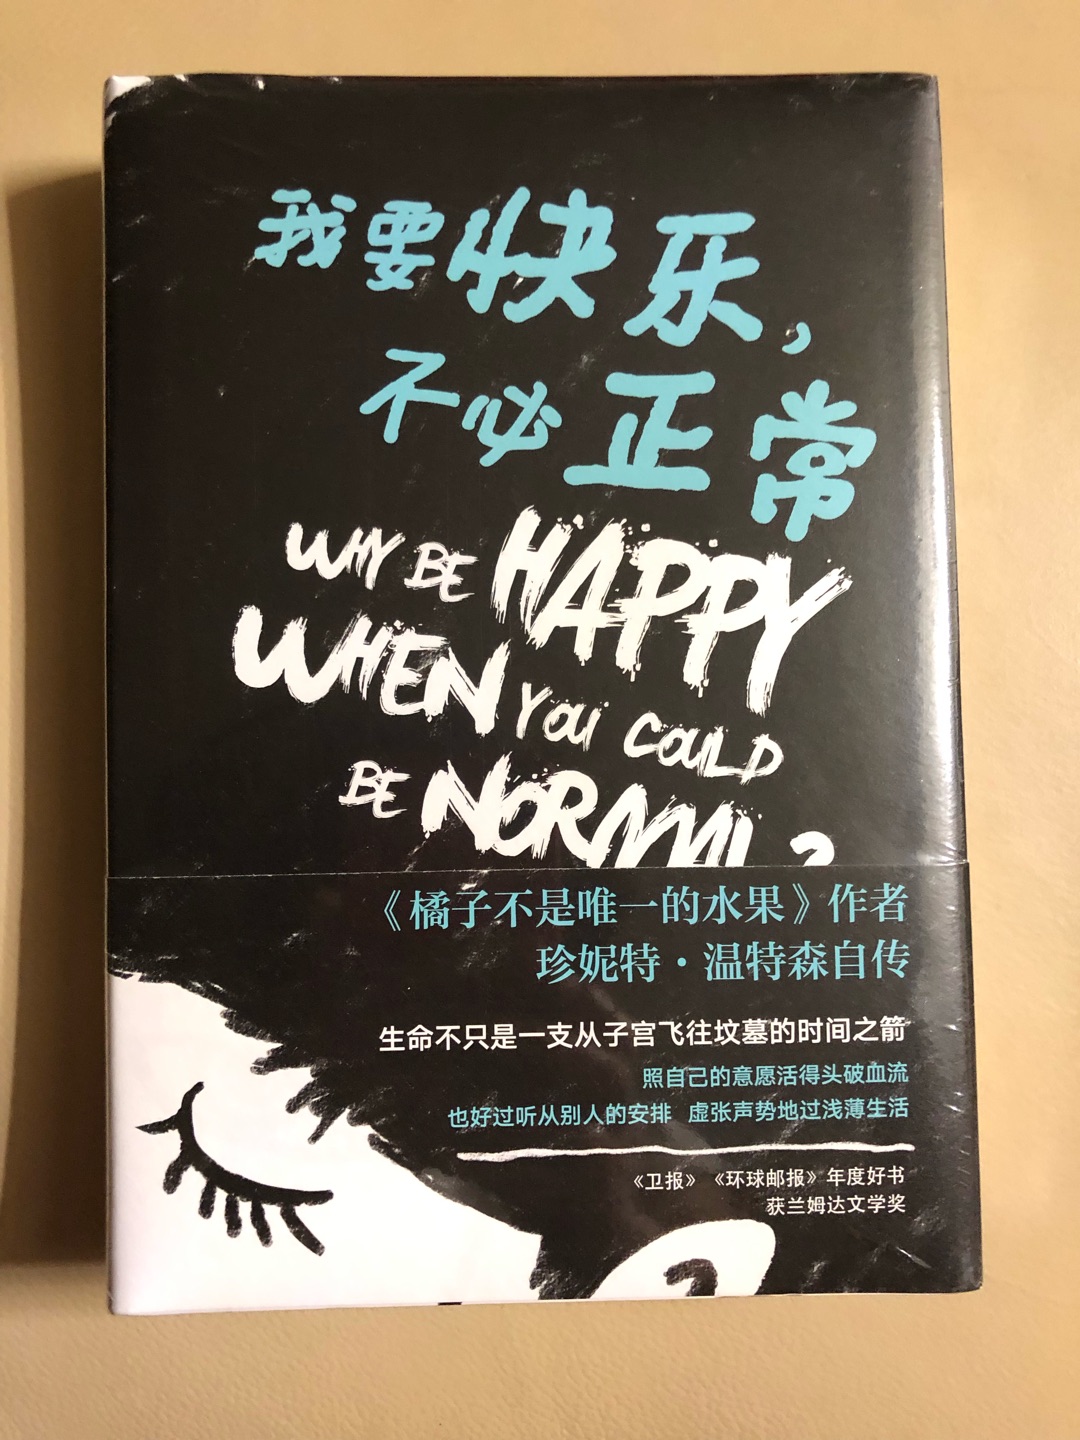 我要快乐，
不必正常
WHY BE HAPPY
WHEN YOU COULD
BE NORMAL?
《橘子不是唯一的水果》作者
珍妮特·温特森自传
生命不只是一支从子宫飞往坟墓的时间之箭
照自己的意愿活得头破血流
也好过听从别人的安排 虚张声势地过浅薄生活
《卫报》《环球邮报》年度好书
获兰姆达文学奖